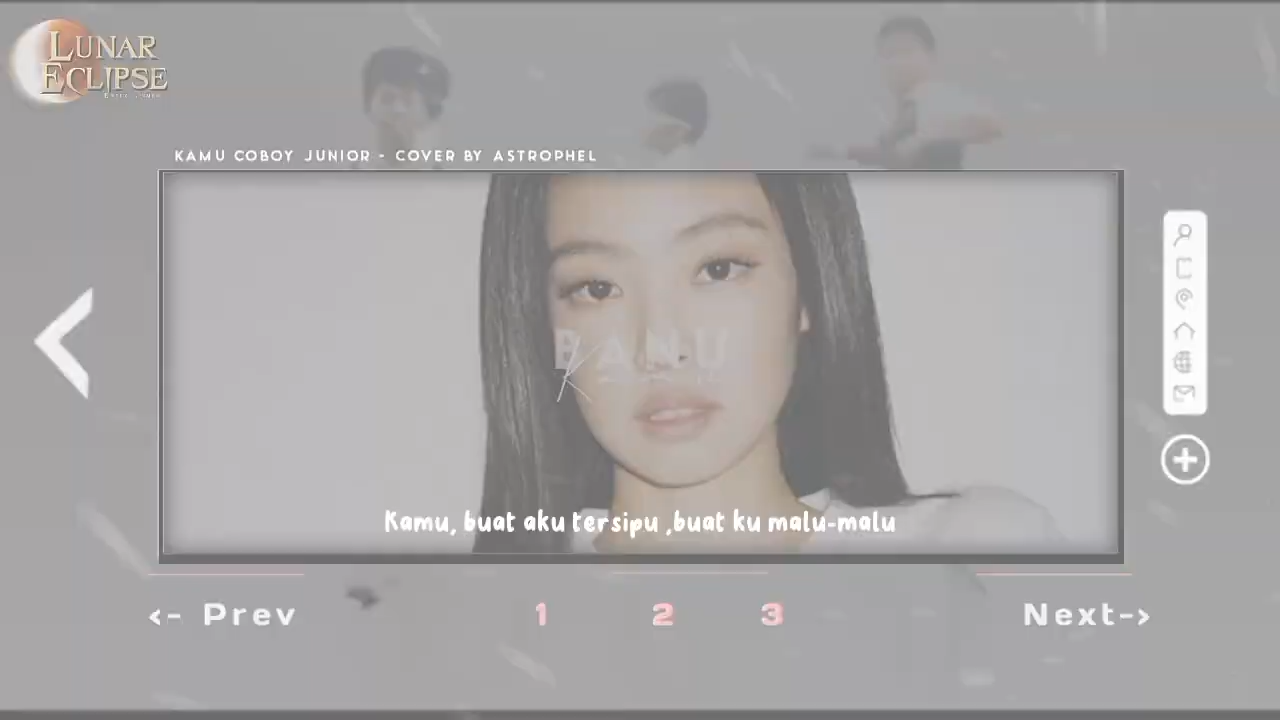 LUNAR
ECLIPSE
KAMU COBOY JUNIOR - COVER BY ASTROPHEL
BANU
K
Kamu, buat aku tersipu ,buat ku malu-malu
<- Prev
1
2
3
Next->